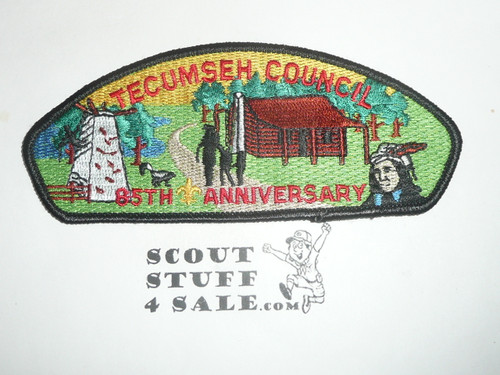 TECUMSEH COUNCIL
85TH ANNIVERSARY
SCOUT
STUFF
4 SALE.COM